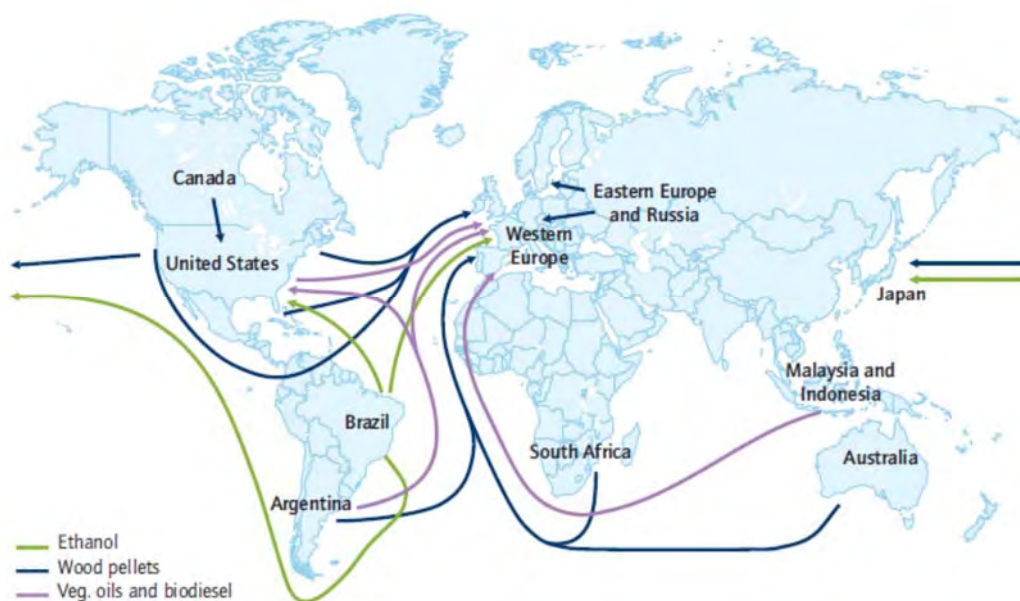 Canada
United States
Eastern Europe
and Russia
Western
Europe
Japan
Malaysia and
Indonesia
Brazil
South Africa
Australia
Argentina
Ethanol
Wood pellets
Veg. oils and biodiesel